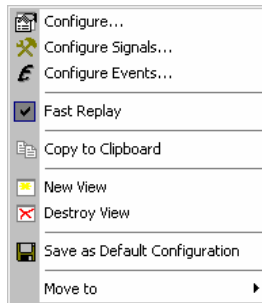 Configure...
Configure Signals...
Configure Events...
Fast Replay
Copy to Clipboard
New View
Destroy View
Save as Default Configuration
Move to